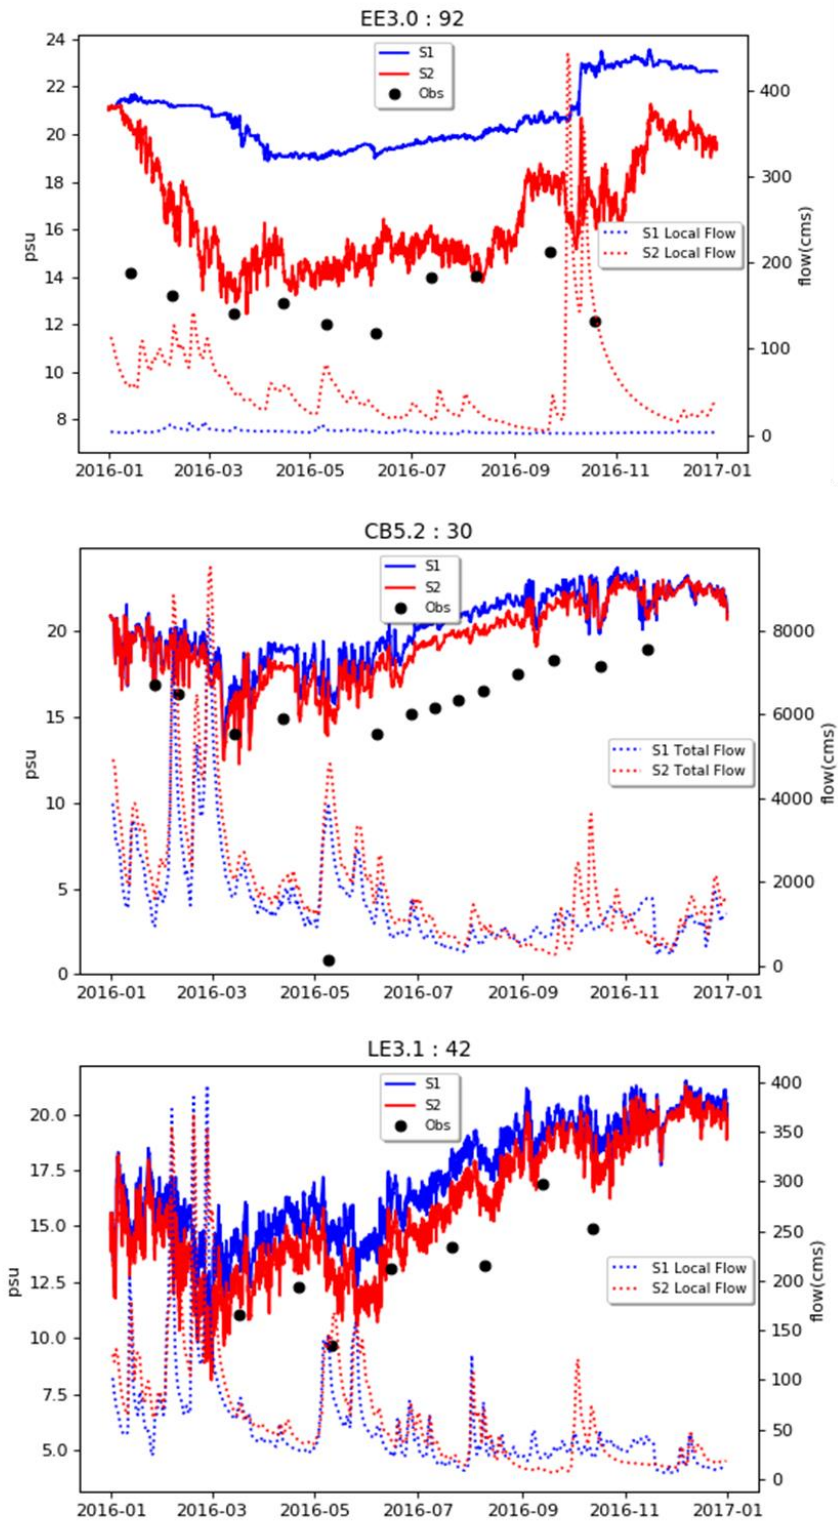 EE3.0 : 92
24
22
20
18
16
14
12
10
8
psu
S1
S2
Obs
S1 Local Flow
S2 Local Flow
400
300
200
100
0
flow(cms)
2016-01 2016-03 2016-05 2016-07 2016-09 2016-11 2017-01
CB5.2 : 30
20
15
10
5
0
psu
S1
S2
Obs
S1 Total Flow
S2 Total Flow
8000
6000
4000
2000
0
flow(cms)
2016-01 2016-03 2016-05 2016-07 2016-09 2016-11 2017-01
LE3.1 : 42
20.0
17.5
15.0
12.5
10.0
7.5
5.0
psu
S1
S2
Obs
S1 Local Flow
S2 Local Flow
400
350
300
250
200
150
100
50
0
flow(cms)
2016-01 2016-03 2016-05 2016-07 2016-09 2016-11 2017-01